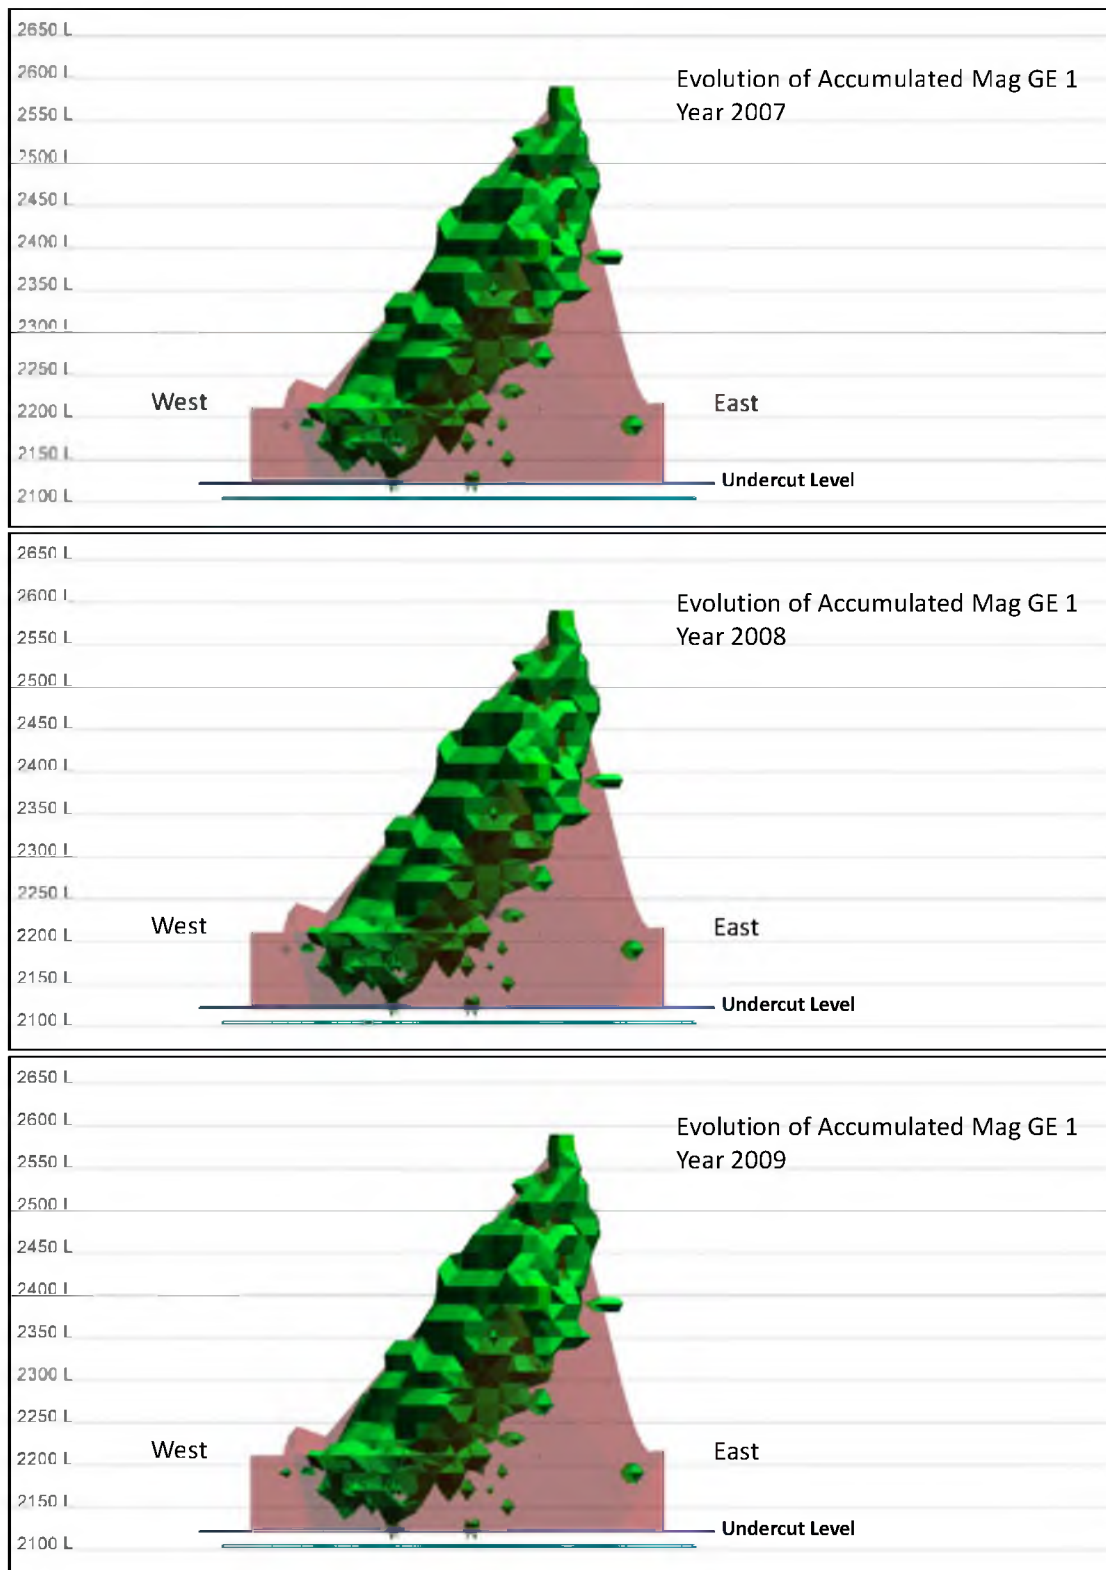 2650 L
2600 L
Evolution of Accumulated Mag GE 1
Year 2007
2550 L
2500 L
2450 L
2400 L
2350 L
2300 L
2250 L
West
East
2200 L
2150 L
Undercut Level
2100 L
2650 L
2600 L
Evolution of Accumulated Mag GE 1
Year 2008
2550 L
2500 L
2450 L
2400 L
2350 L
2300 L
2250 L
West
East
2200 L
2150 L
Undercut Level
2100 L
2650 L
2600 L
Evolution of Accumulated Mag GE 1
Year 2009
2550 L
2500 L
2450 L
2400 L
2350 L
2300 L
2250 L
West
East
2200 L
2150 L
Undercut Level
2100 L